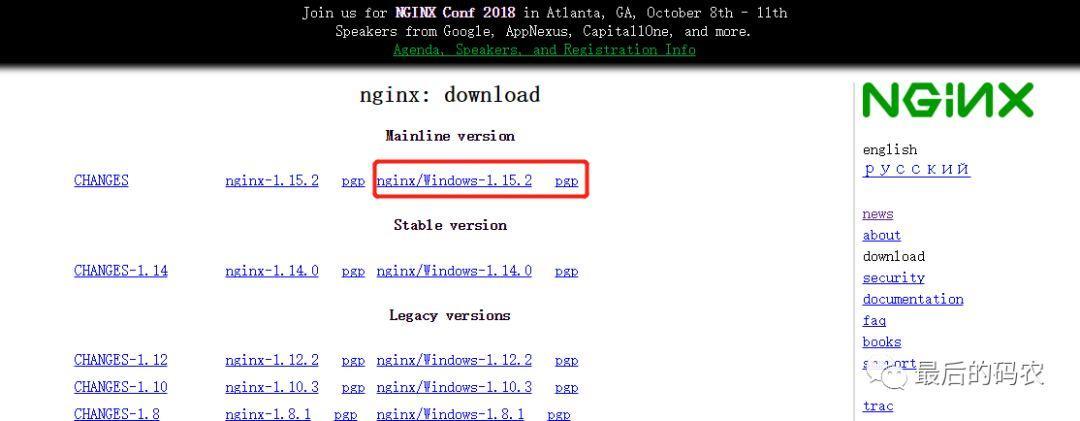 Join us for NGINX Conf 2018 in Atlanta, GA, October 8th - 11th
Speakers from Google, AppNexus, CapitallOne, and more.
Agenda, Speakers, and Registration Info
nginx: download
Mainline version
CHANGES nginx-1.15.2 pgp nginx/Windows-1.15.2 pgp
Stable version
CHANGES-1.14 nginx-1.14.0 pgp nginx/Windows-1.14.0 pgp
Legacy versions
CHANGES-1.12 nginx-1.12.2 pgp nginx/Windows-1.12.2 pgp
CHANGES-1.10 nginx-1.10.3 pgp nginx/Windows-1.10.3 pgp
CHANGES-1.8 nginx-1.8.1 pgp nginx/Windows-1.8.1 pgp
NGINX
english
русский
news
about
download
security
documentation
faq
books
最后的码农
trac